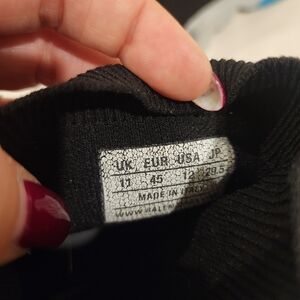 UK EUR USA JP
11 45 12 29.5
MADE IN ITALY